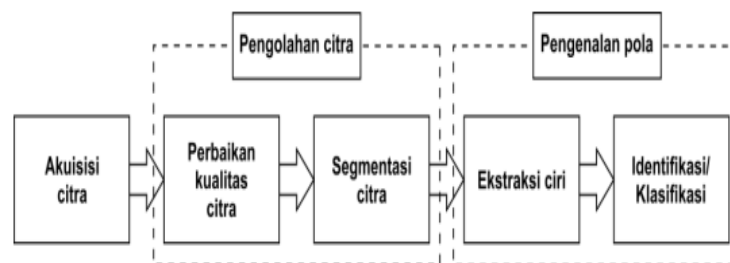 Pengolahan citra
Pengenalan pola
Akuisisi
citra
Perbaikan
kualitas
citra
Segmentasi
citra
Ekstraksi ciri
Identifikasi/
Klasifikasi